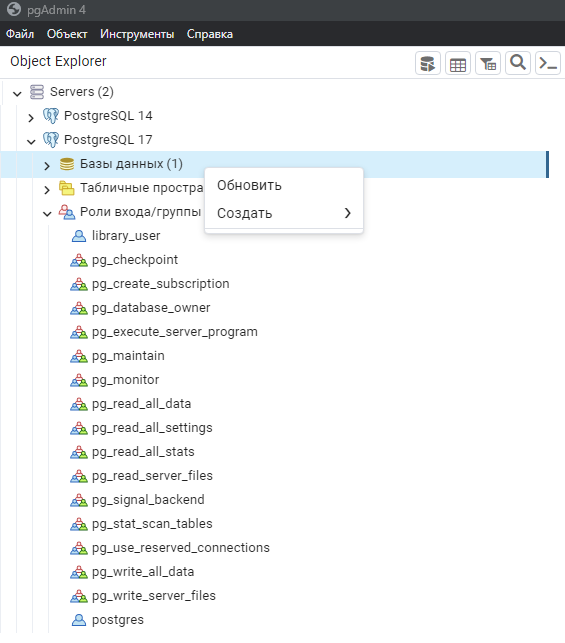 pgAdmin 4
Файл Объект Инструменты Справка
Object Explorer
Servers (2)
PostgreSQL 14
PostgreSQL 17
Базы данных (1)
Обновить
Табличные простра
Создать
Роли входа/группы
library_user
pg_checkpoint
pg_create_subscription
pg_database_owner
pg_execute_server_program
pg_maintain
pg_monitor
pg_read_all_data
pg_read_all_settings
pg_read_all_stats
pg_read_server_files
pg_signal_backend
pg_stat_scan_tables
pg_use_reserved_connections
pg_write_all_data
pg_write_server_files
postgres